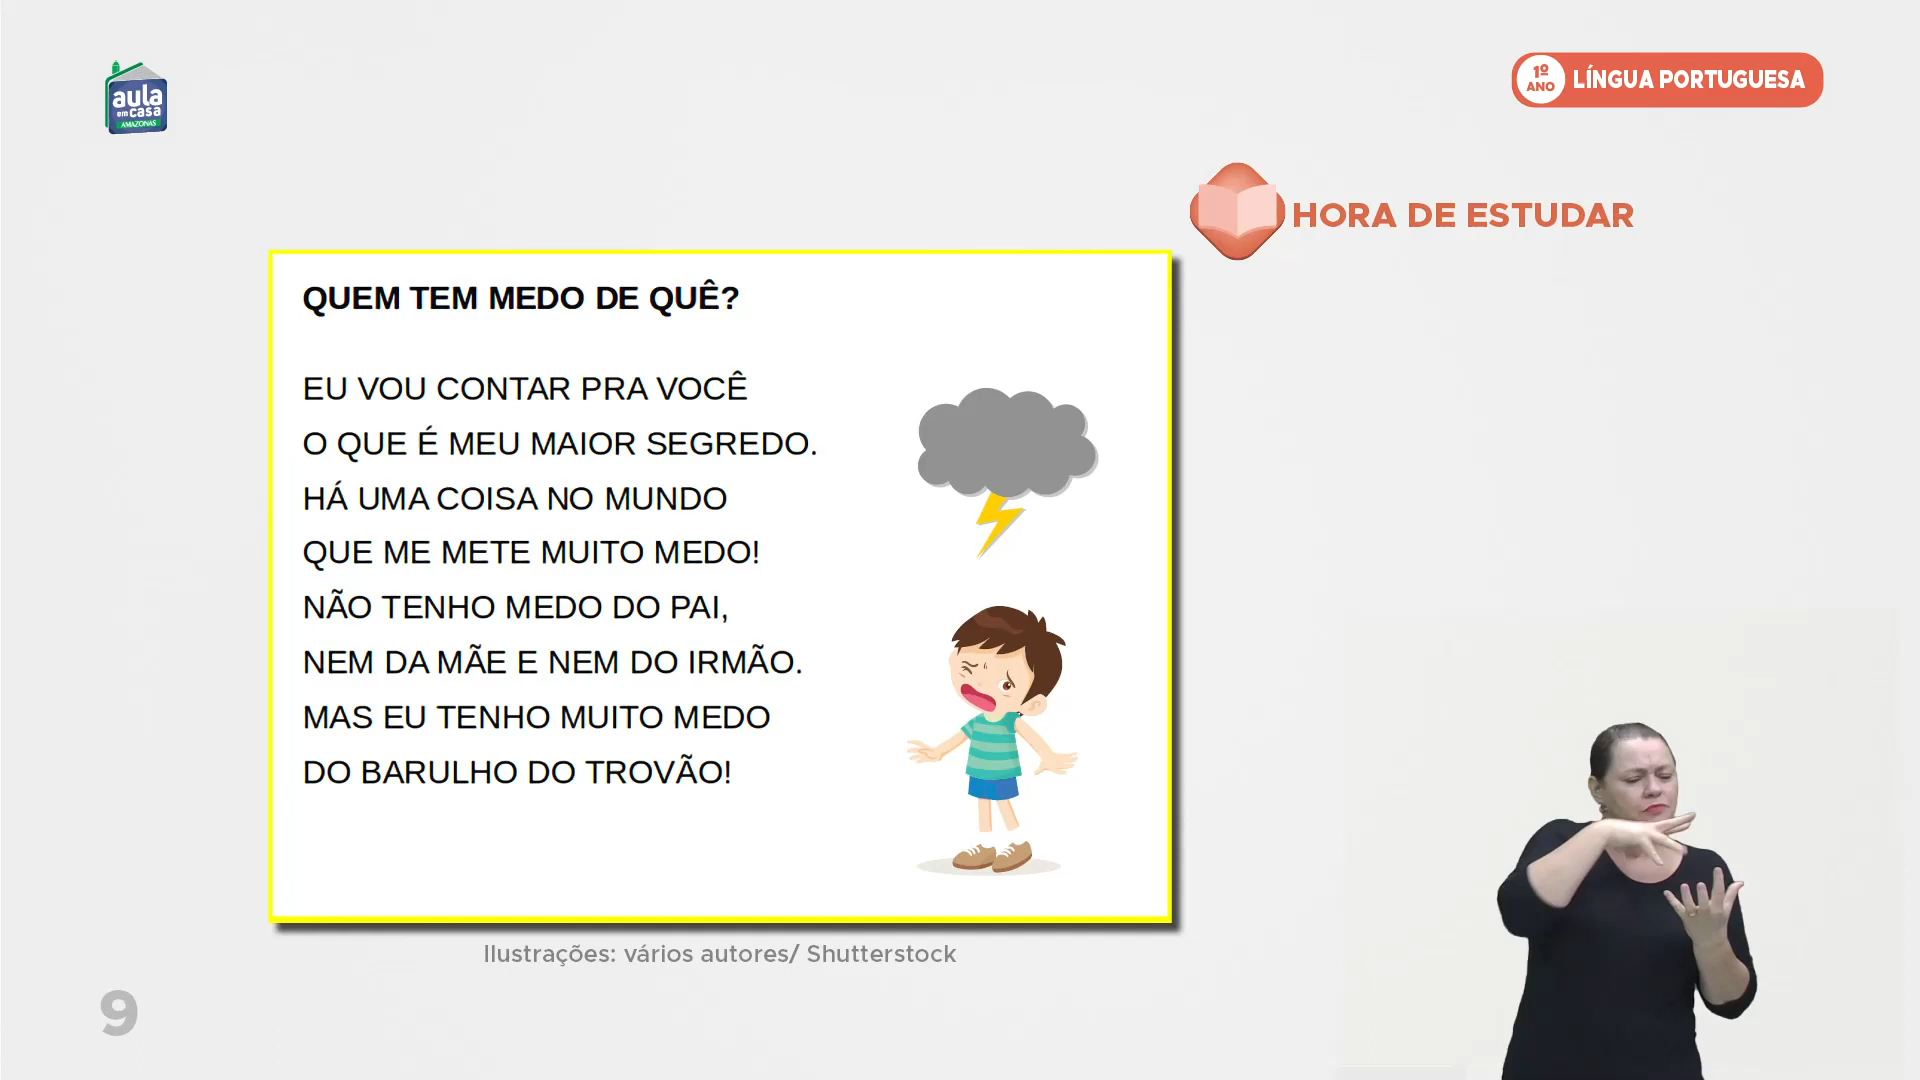 aula
em casa
AMAZONAS
1º
ANO
LÍNGUA PORTUGUESA
HORA DE ESTUDAR
QUEM TEM MEDO DE QUÊ?
EU VOU CONTAR PRA VOCÊ
O QUE É MEU MAIOR SEGREDO.
HÁ UMA COISA NO MUNDO
QUE ME METE MUITO MEDO!
NÃO TENHO MEDO DO PAI,
NEM DA MÃE E NEM DO IRMÃO.
MAS EU TENHO MUITO MEDO
DO BARULHO DO TROVÃO!
Ilustrações: vários autores/ Shutterstock
9